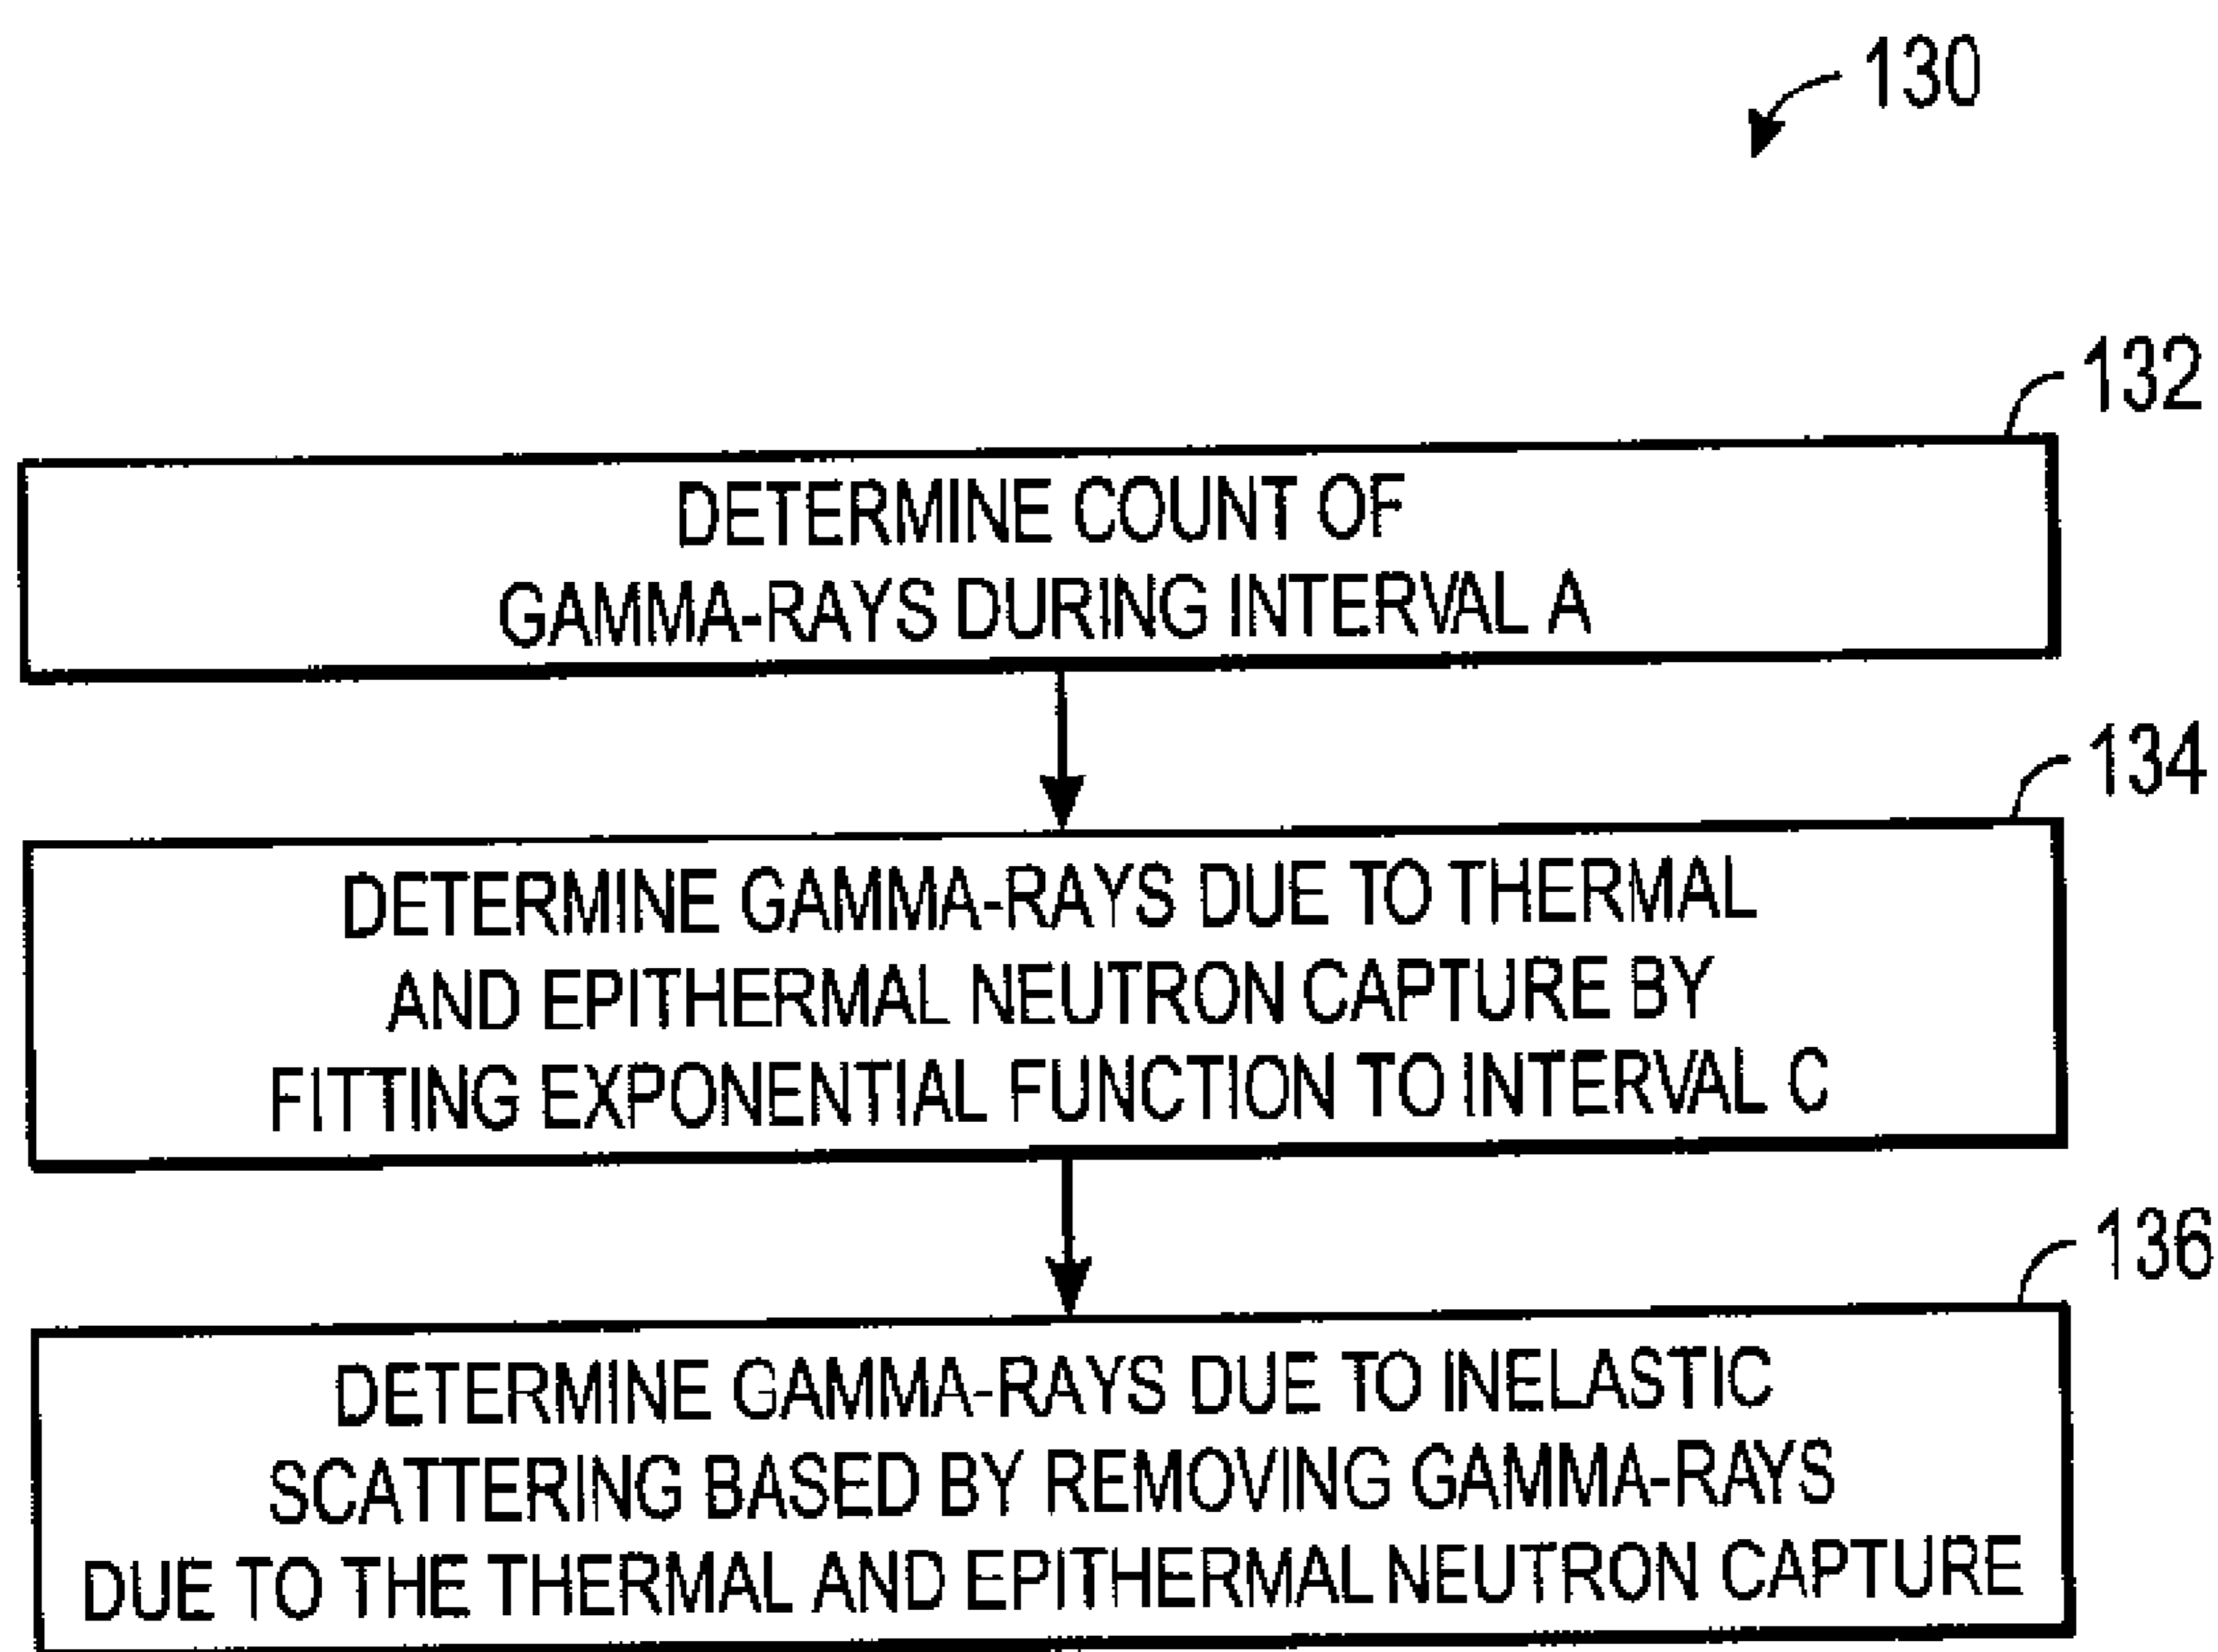 130
132
DETERMINE COUNT OF
GAMMA-RAYS DURING INTERVAL A
134
DETERMINE GAMMA-RAYS DUE TO THERMAL
AND EPITHERMAL NEUTRON CAPTURE BY
FITTING EXPONENTIAL FUNCTION TO INTERVAL C
136
DETERMINE GAMMA-RAYS DUE TO INELASTIC
SCATTERING BASED BY REMOVING GAMMA-RAYS
DUE TO THE THERMAL AND EPITHERMAL NEUTRON CAPTURE